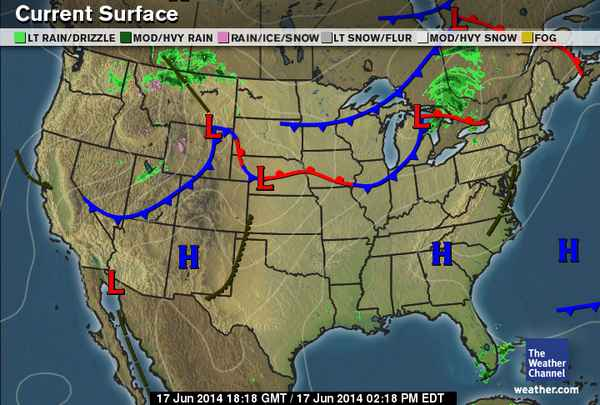 Current Surface
LT RAIN/DRIZZLE MOD/HVY RAIN RAIN/ICE/SNOW LT SNOW/FLUR MOD/HVY SNOW FOG
L
L
L
L
H
H
H
L
The
Weather
Channel
weather.com
17 Jun 2014 18:18 GMT / 17 Jun 2014 02:18 PM EDT